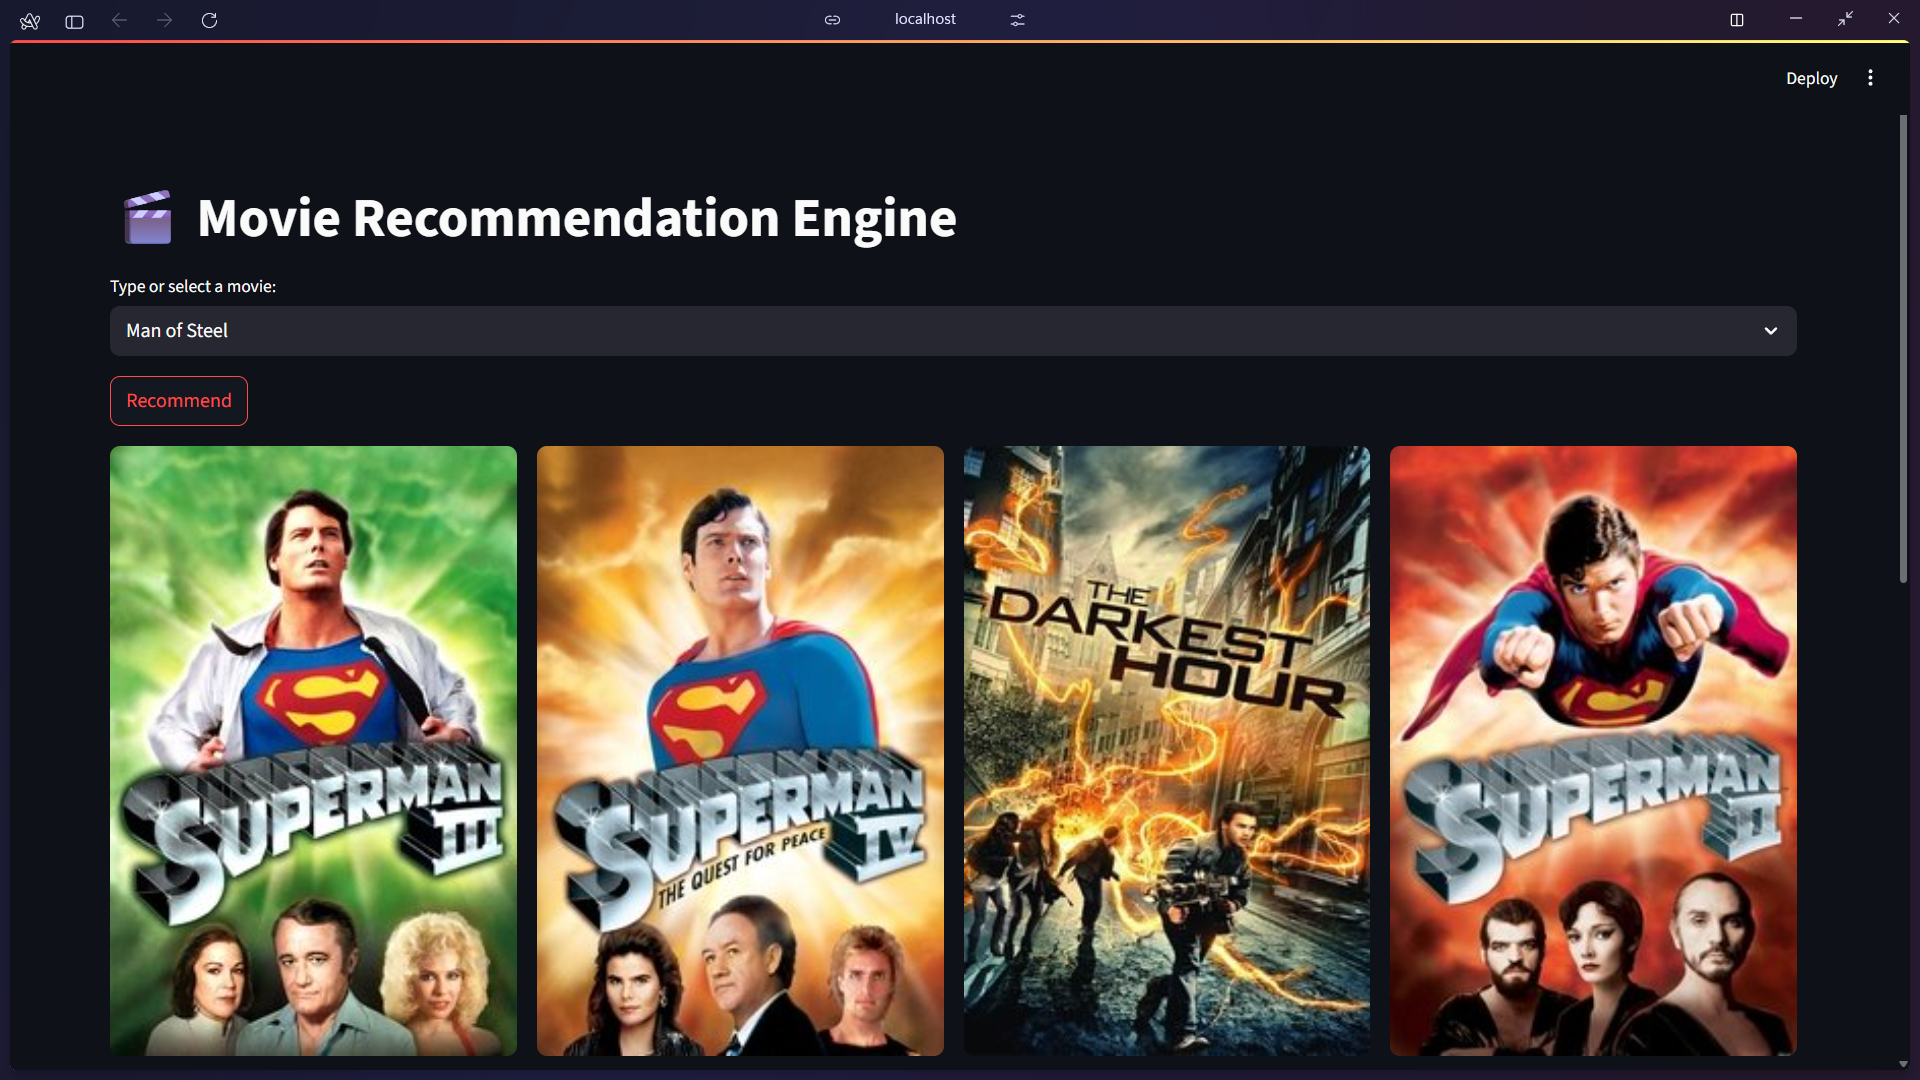 localhost
Deploy
Movie Recommendation Engine
Type or select a movie:
Man of Steel
Recommend
SUPERMAN
III
SUPERMAN
IV
THE QUEST FOR PEACE
THE
DARKEST
HOUR
SUPERMAN
II